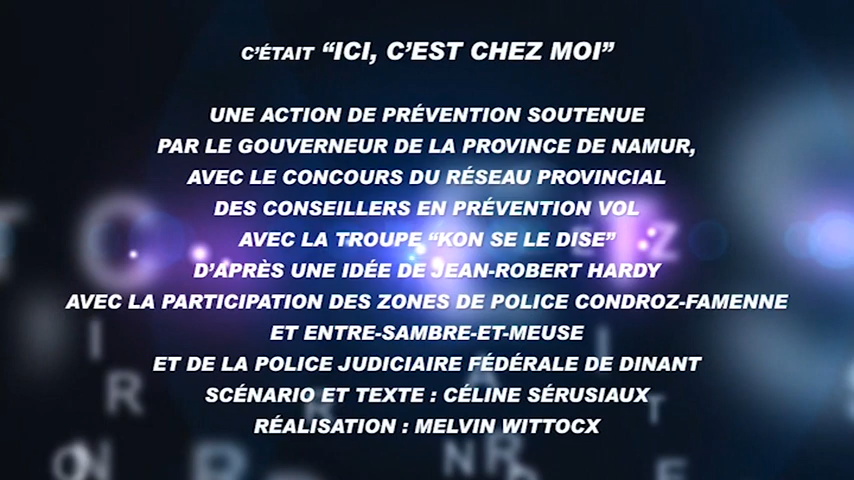 C'ÉTAIT “ICI, C'EST CHEZ MOI”
UNE ACTION DE PRÉVENTION SOUTENUE
PAR LE GOUVERNEUR DE LA PROVINCE DE NAMUR,
AVEC LE CONCOURS DU RÉSEAU PROVINCIAL
DES CONSEILLERS EN PRÉVENTION VOL
AVEC LA TROUPE “KON SE LE DISE”
D'APRÈS UNE IDÉE DE JEAN-ROBERT HARDY
AVEC LA PARTICIPATION DES ZONES DE POLICE CONDROZ-FAMENNE
ET ENTRE-SAMBRE-ET-MEUSE
ET DE LA POLICE JUDICIAIRE FÉDÉRALE DE DINANT
SCÉNARIO ET TEXTE : CÉLINE SÉRUSIAUX
RÉALISATION : MELVIN WITTOCX